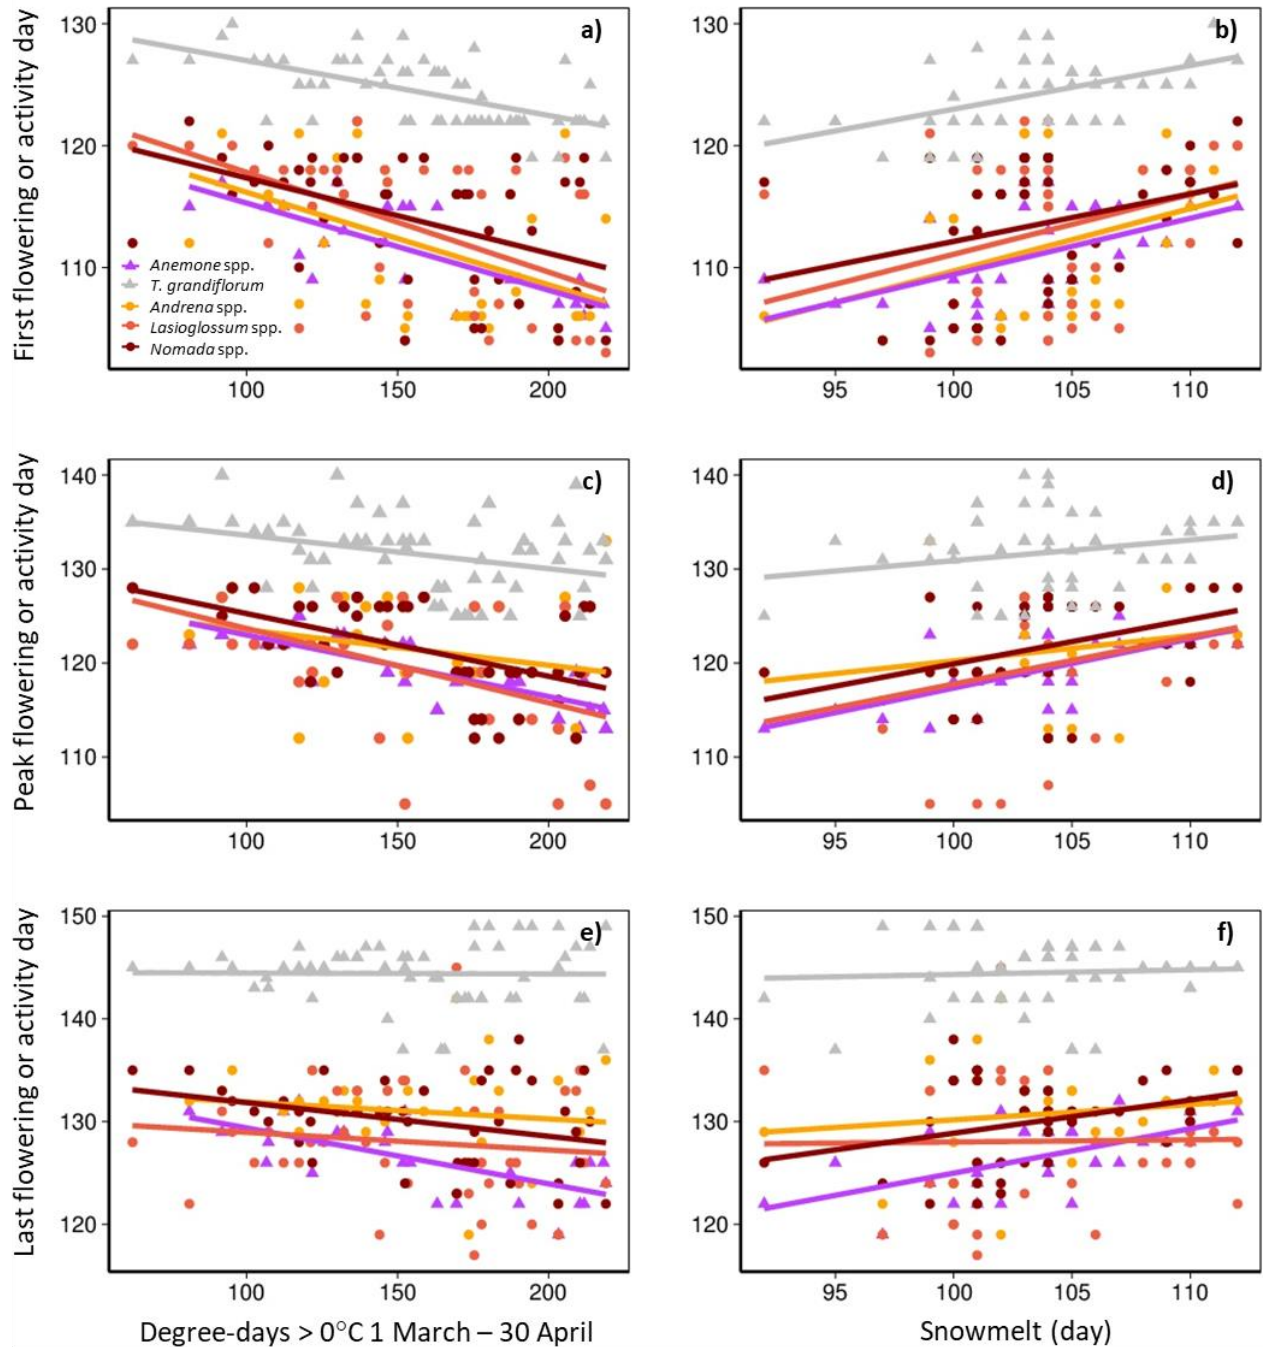 First flowering or activity day
130
120
110
a)
Anemone spp.
T. grandiflorum
Andrena spp.
Lasioglossum spp.
Nomada spp.
100 150 200
130
120
110
b)
95 100 105 110
Peak flowering or activity day
140
130
120
110
c)
100 150 200
140
130
120
110
d)
95 100 105 110
Last flowering or activity day
150
140
130
120
e)
100 150 200
Degree-days > 0°C 1 March – 30 April
150
140
130
120
f)
95 100 105 110
Snowmelt (day)